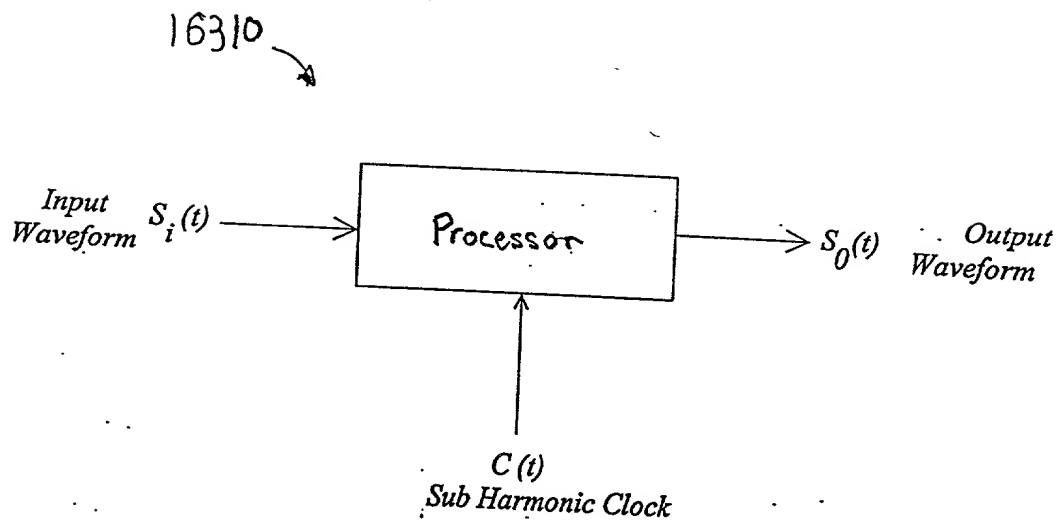 16310
Input
Waveform S_i(t)
Processor
S_0(t) Output
Waveform
C(t)
Sub Harmonic Clock